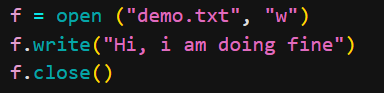 f = open ("demo.txt", "w")
f.write("Hi, i am doing fine")
f.close()